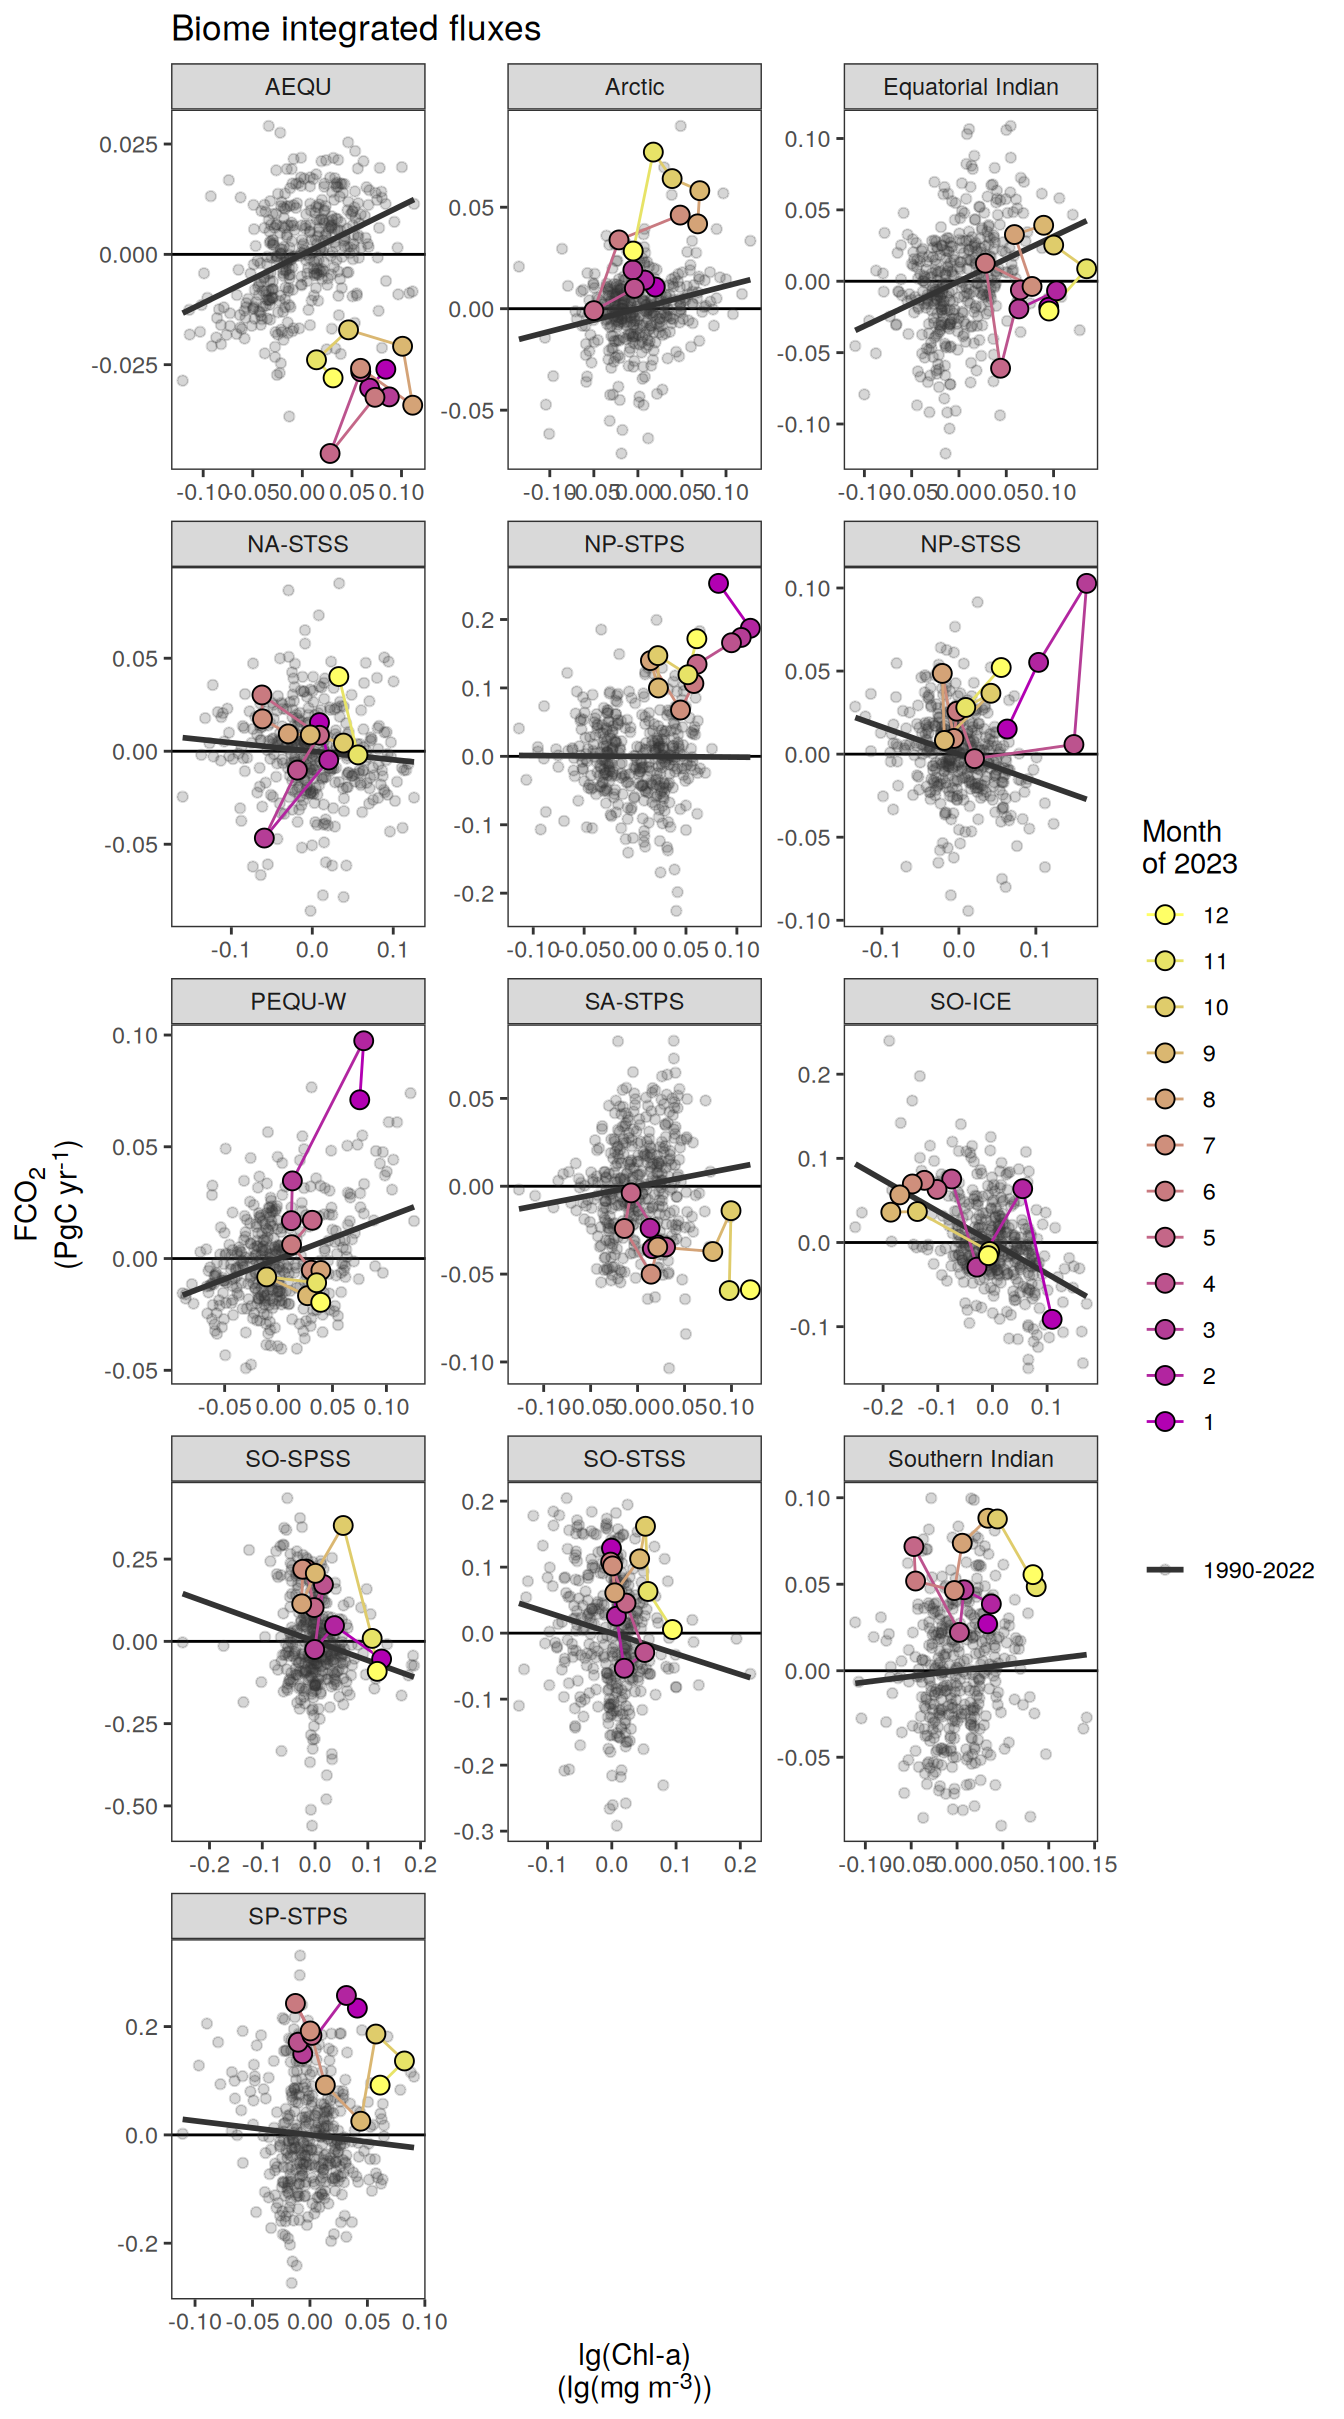 Biome integrated fluxes
AEQU
Arctic
Equatorial Indian
0.025
0.000
-0.025
0.05
0.00
-0.05
0.10
0.05
0.00
-0.05
-0.10
-0.10 -0.05 0.00 0.05 0.10
-0.10 -0.05 0.00 0.05 0.10
-0.10 -0.05 0.00 0.05 0.10
NA-STSS
NP-STPS
NP-STSS
0.05
0.00
-0.05
0.2
0.1
0.0
-0.1
-0.2
0.10
0.05
0.00
-0.05
-0.10
-0.1 0.0 0.1
-0.10 -0.05 0.00 0.05 0.10
-0.1 0.0 0.1
PEQU-W
SA-STPS
SO-ICE
0.10
0.05
0.00
-0.05
0.05
0.00
-0.05
-0.10
0.2
0.1
0.0
-0.1
-0.05 0.00 0.05 0.10
-0.10 -0.05 0.00 0.05 0.10
-0.2 -0.1 0.0 0.1
SO-SPSS
SO-STSS
Southern Indian
0.25
0.00
-0.25
-0.50
0.2
0.1
0.0
-0.1
-0.2
-0.3
0.10
0.05
0.00
-0.05
-0.2 -0.1 0.0 0.1 0.2
-0.1 0.0 0.1 0.2
-0.10 -0.05 0.00 0.05 0.10 0.15
SP-STPS
0.2
0.0
-0.2
-0.10 -0.05 0.00 0.05 0.10
FCO₂
(PgC yr⁻¹)
lg(Chl-a)
(lg(mg m⁻³))
Month
of 2023
12
11
10
9
8
7
6
5
4
3
2
1
1990-2022